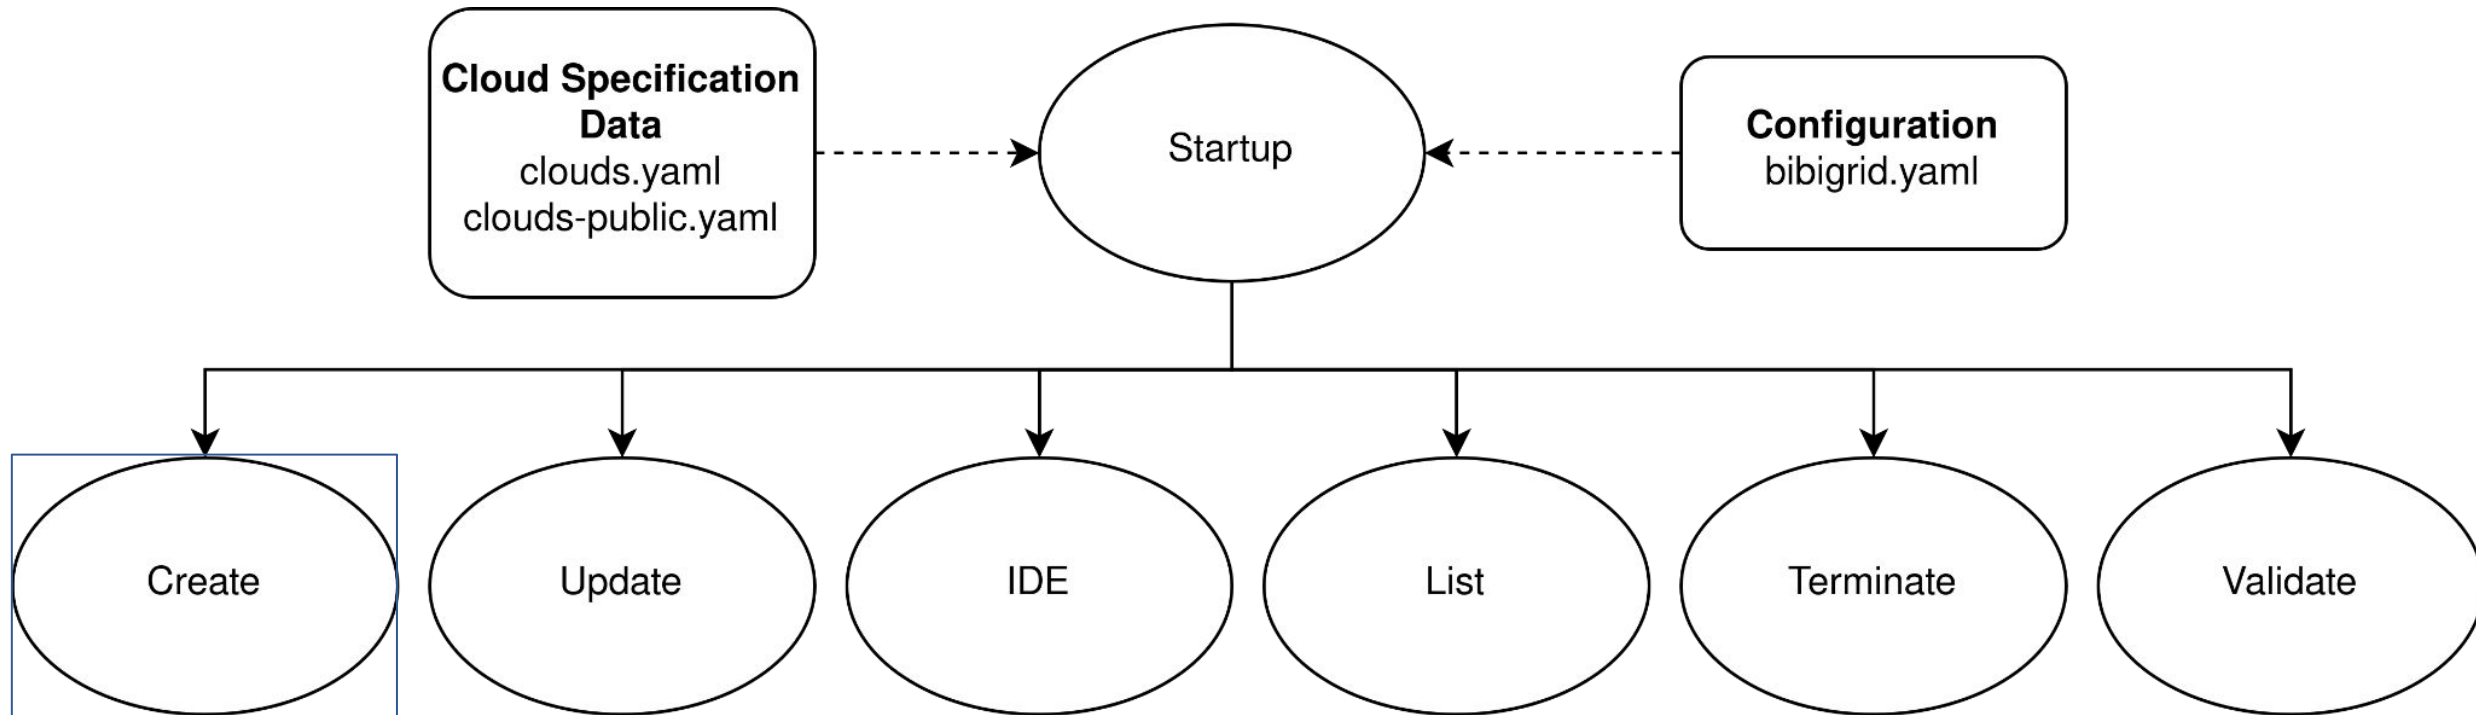 Cloud Specification
Data
clouds.yaml
clouds-public.yaml
Startup
Configuration
bibigrid.yaml
Create
Update
IDE
List
Terminate
Validate